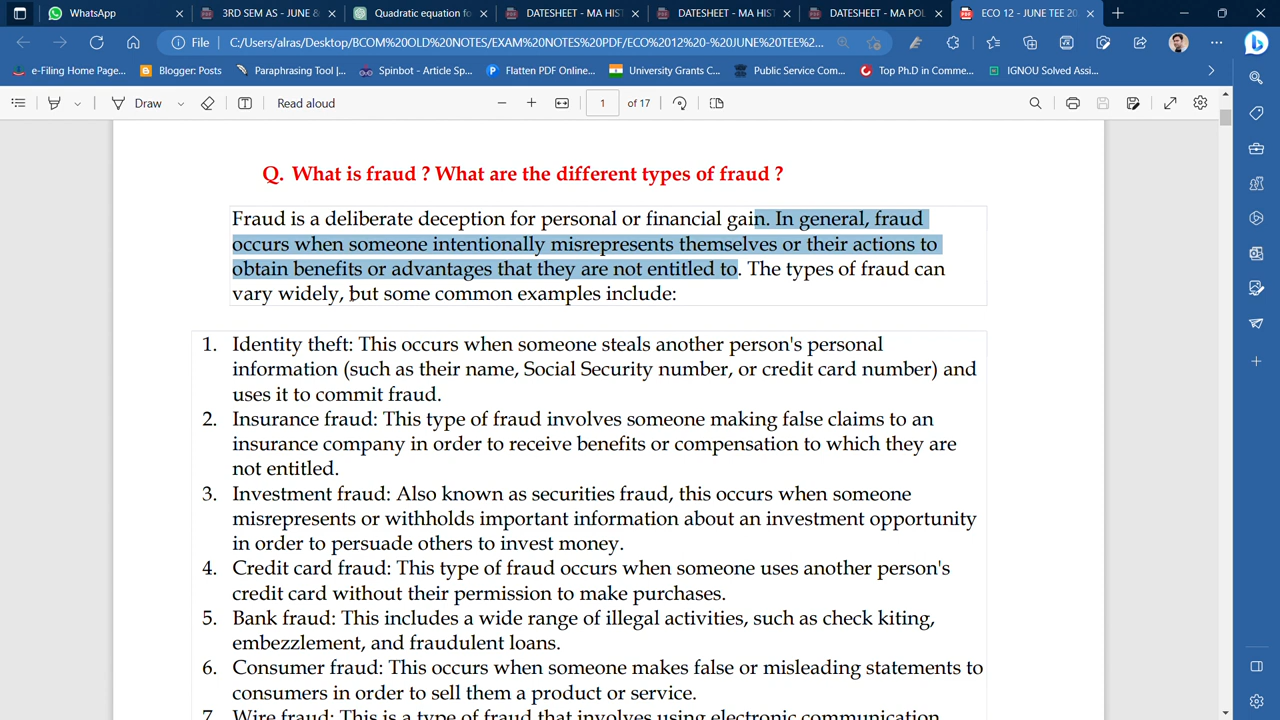 WhatsApp
3RD SEM AS - JUNE &
Quadratic equation fo
DATESHEET - MA HIST
DATESHEET - MA HIST
DATESHEET - MA POL
ECO 12 - JUNE TEE 20
File
C:/Users/alras/Desktop/BCOM%20OLD%20NOTES/EXAM%20NOTES%20PDF/ECO%2012%20-%20JUNE%20TEE%2...
e-Filing Home Page...
Blogger: Posts
Paraphrasing Tool |...
Spinbot - Article Sp...
Flatten PDF Online...
University Grants C...
Public Service Com...
Top Ph.D in Comme...
IGNOU Solved Assi...
Draw
Read aloud
1 of 17
Q. What is fraud ? What are the different types of fraud ?
Fraud is a deliberate deception for personal or financial gain. In general, fraud
occurs when someone intentionally misrepresents themselves or their actions to
obtain benefits or advantages that they are not entitled to. The types of fraud can
vary widely, but some common examples include:
1. Identity theft: This occurs when someone steals another person's personal
information (such as their name, Social Security number, or credit card number) and
uses it to commit fraud.
2. Insurance fraud: This type of fraud involves someone making false claims to an
insurance company in order to receive benefits or compensation to which they are
not entitled.
3. Investment fraud: Also known as securities fraud, this occurs when someone
misrepresents or withholds important information about an investment opportunity
in order to persuade others to invest money.
4. Credit card fraud: This type of fraud occurs when someone uses another person's
credit card without their permission to make purchases.
5. Bank fraud: This includes a wide range of illegal activities, such as check kiting,
embezzlement, and fraudulent loans.
6. Consumer fraud: This occurs when someone makes false or misleading statements to
consumers in order to sell them a product or service.
7. Wire fraud: This is a type of fraud that involves using electronic communication